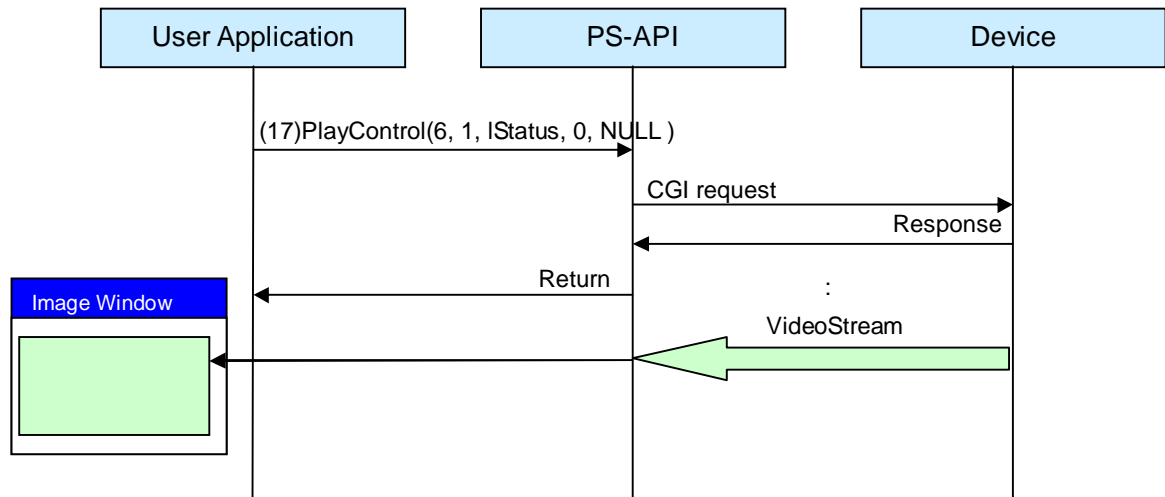 User Application
PS-API
Device
(17)PlayControl(6, 1, lStatus, 0, NULL )
CGI request
Response
Return
:
Image Window
VideoStream